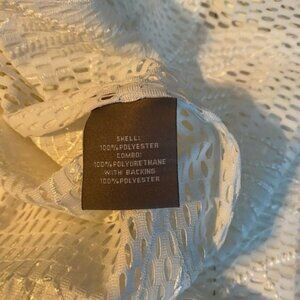 SHELL:
100%POLYESTER
COMBO:
100%POLYURETHANE
WITH BACKING
100%POLYESTER